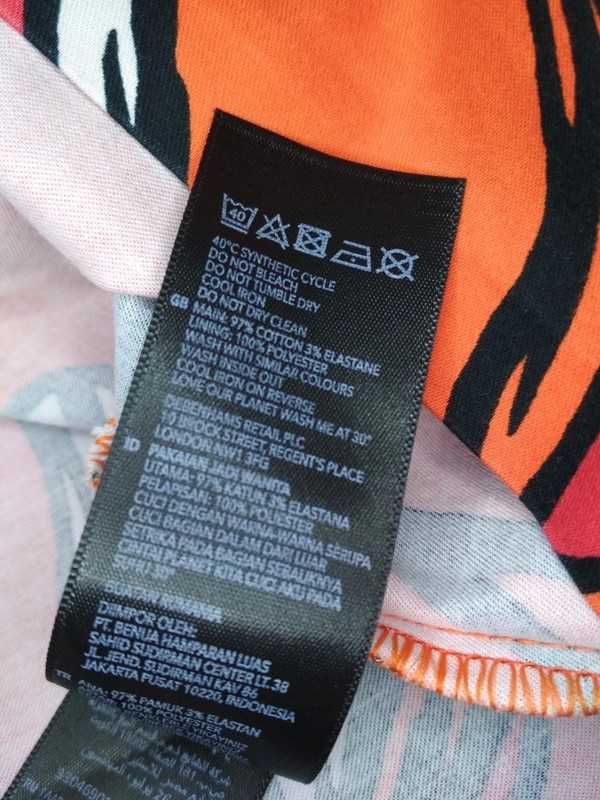 40
40°C SYNTHETIC CYCLE
DO NOT BLEACH
DO NOT TUMBLE DRY
COOL IRON
DO NOT DRY CLEAN
GB MAIN: 97% COTTON 3% ELASTANE
LINING: 100% POLYESTER
WASH WITH SIMILAR COLOURS
WASH INSIDE OUT
COOL IRON ON REVERSE
LOVE OUR PLANET WASH ME AT 30°
DEBENHAMS RETAIL PLC
10 BROCK STREET, REGENT'S PLACE
LONDON NW1 3FG
ID PAKAIAN JADI WANITA
UTAMA: 97% KATUN 3% ELASTANA
PELAPISAN: 100% POLYESTER
CUCI DENGAN WARNA-WARNA SERUPA
CUCI BAGIAN DALAM DARI LUAR
SETRIKA PADA BAGIAN SEBALIKNYA
CINTAI PLANET KITA CUCI AKU PADA
SUHU 30°
DIIMPOR OLEH:
PT. BENUA HAMPARAN LUAS
SAHID SUDIRMAN CENTER LT. 38
JL. JEND. SUDIRMAN KAV 86
JAKARTA PUSAT 10220, INDONESIA
TR ANA: 97% PAMUK 3% ELASTAN
100% POLYESTER